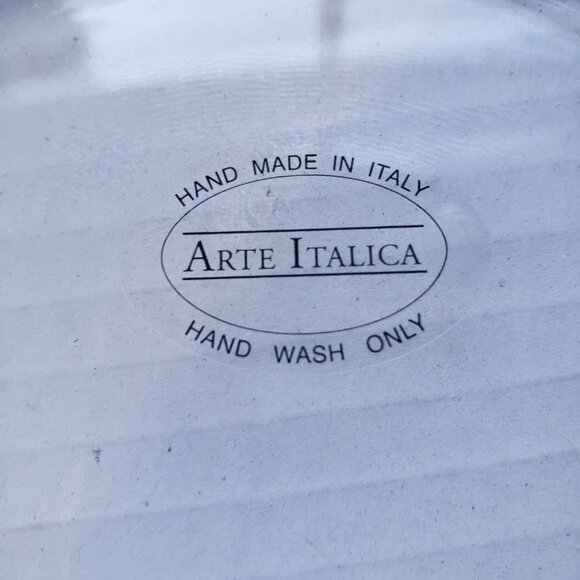 HAND MADE IN ITALY
ARTE ITALICA
HAND WASH ONLY